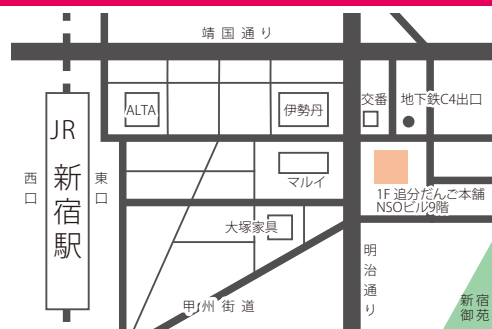 靖国通り
ALTA
伊勢丹
交番
地下鉄C4出口
JR
新宿駅
西口
東口
マルイ
1F 追分だんご本舗
NSOビル9階
大塚家具
明治通り
甲州街道
新宿
御苑